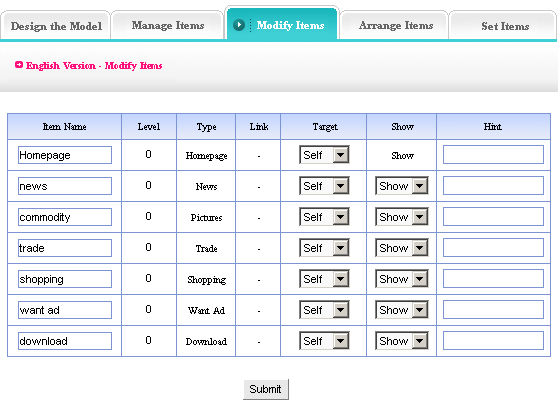 Design the Model Manage Items Modify Items Arrange Items Set Items
English Version - Modify Items
Item Name Level Type Link Target Show Hint
Homepage 0 Homepage - Self Show
news 0 News - Self Show
commodity 0 Pictures - Self Show
trade 0 Trade - Self Show
shopping 0 Shopping - Self Show
want ad 0 Want Ad - Self Show
download 0 Download - Self Show
Submit